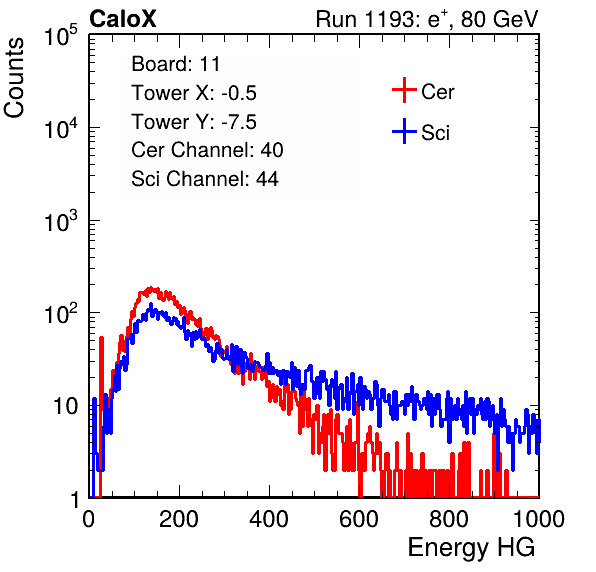 CaloX Run 1193: e⁺, 80 GeV
Counts
10⁵
10⁴
10³
10²
10
1
Board: 11
Tower X: -0.5
Tower Y: -7.5
Cer Channel: 40
Sci Channel: 44
Cer
Sci
0 200 400 600 800 1000
Energy HG